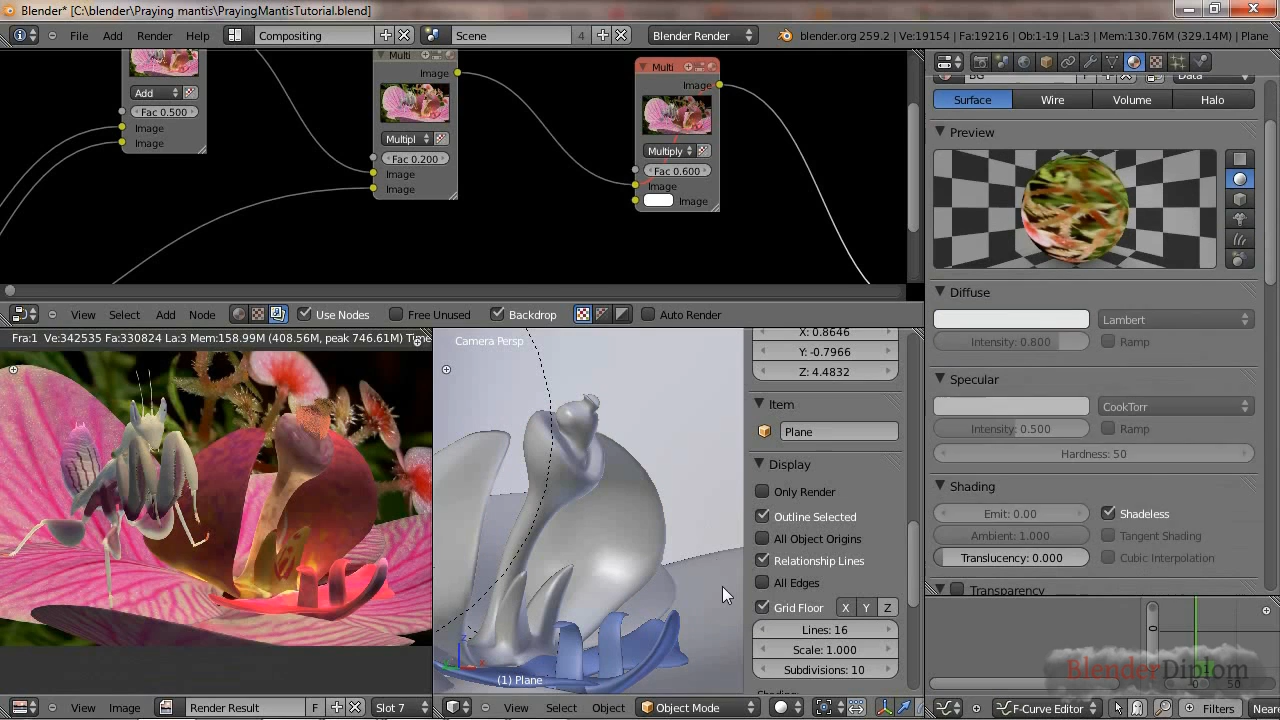 Blender* [C:\blender\Praying mantis\PrayingMantisTutorial.blend]
File Add Render Help Compositing Scene 4 Blender Render blender.org 259.2 | Ve:19154 | Fa:19216 | Ob:1-19 | La:3 | Mem:130.76M (329.14M) | Plane
Add
Fac 0.500
Image
Image
Multi
Image
Multipl
Fac 0.200
Image
Image
Multi
Image
Multiply
Fac 0.600
Image
Image
View Select Add Node Use Nodes Free Unused Backdrop Auto Render
Fra:1 Ve:342535 Fa:330824 La:3 Mem:158.99M (408.56M, peak 746.61M) Time
View Image Render Result F Slot 7
Camera Persp
(1) Plane
View Select Object Object Mode
X: 0.8646
Y: -0.7966
Z: 4.4832
Item
Plane
Display
Only Render
Outline Selected
All Object Origins
Relationship Lines
All Edges
Grid Floor X Y Z
Lines: 16
Scale: 1.000
Subdivisions: 10
BG F Data
Surface Wire Volume Halo
Preview
Diffuse
Lambert
Intensity: 0.800 Ramp
Specular
CookTorr
Intensity: 0.500 Ramp
Hardness: 50
Shading
Emit: 0.00 Shadeless
Ambient: 1.000 Tangent Shading
Translucency: 0.000 Cubic Interpolation
Transparency
0
BlenderDiplom
0 50
F-Curve Editor Filters Near